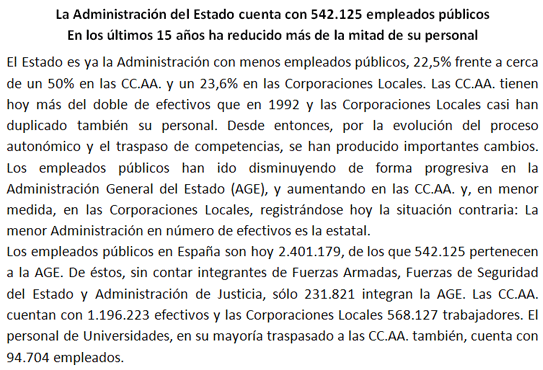 La Administración del Estado cuenta con 542.125 empleados públicos
En los últimos 15 años ha reducido más de la mitad de su personal
El Estado es ya la Administración con menos empleados públicos, 22,5% frente a cerca
de un 50% en las CC.AA. y un 23,6% en las Corporaciones Locales. Las CC.AA. tienen
hoy más del doble de efectivos que en 1992 y las Corporaciones Locales casi han
duplicado también su personal. Desde entonces, por la evolución del proceso
autonómico y el traspaso de competencias, se han producido importantes cambios.
Los empleados públicos han ido disminuyendo de forma progresiva en la
Administración General del Estado (AGE), y aumentando en las CC.AA. y, en menor
medida, en las Corporaciones Locales, registrándose hoy la situación contraria: La
menor Administración en número de efectivos es la estatal.
Los empleados públicos en España son hoy 2.401.179, de los que 542.125 pertenecen
a la AGE. De éstos, sin contar integrantes de Fuerzas Armadas, Fuerzas de Seguridad
del Estado y Administración de Justicia, sólo 231.821 integran la AGE. Las CC.AA.
cuentan con 1.196.223 efectivos y las Corporaciones Locales 568.127 trabajadores. El
personal de Universidades, en su mayoría traspasado a las CC.AA. también, cuenta con
94.704 empleados.